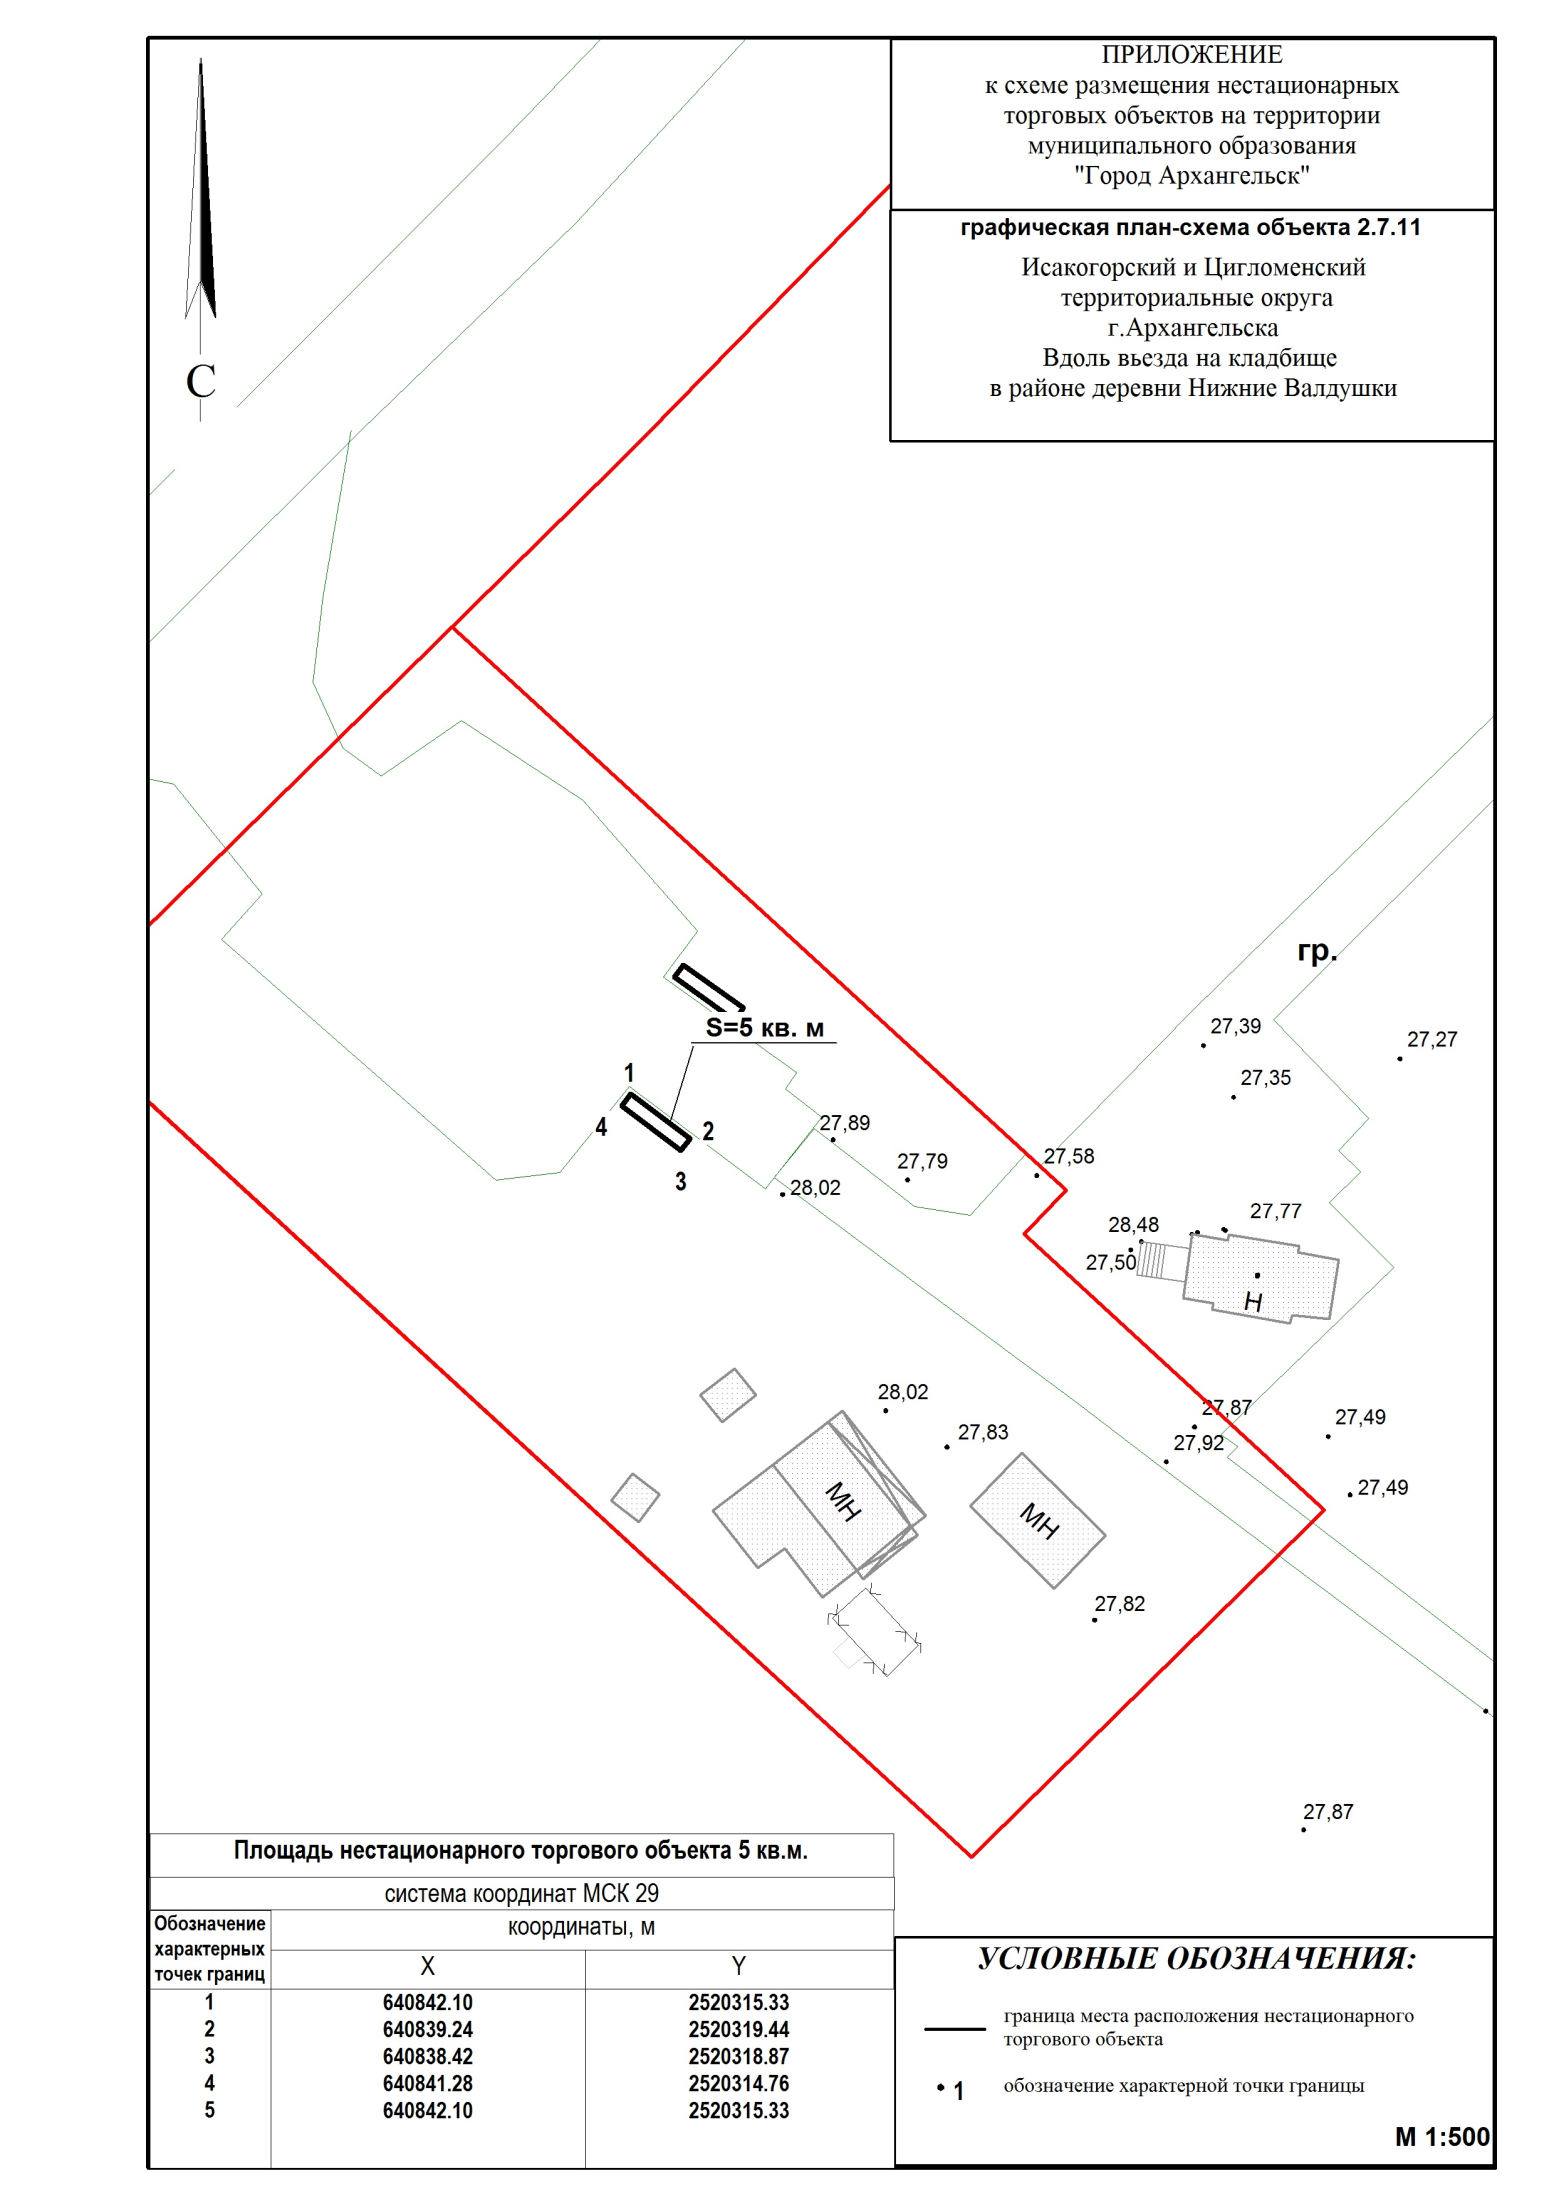 ПРИЛОЖЕНИЕ
к схеме размещения нестационарных
торговых объектов на территории
муниципального образования
"Город Архангельск"
графическая план-схема объекта 2.7.11
Исакогорский и Цигломенский
территориальные округа
г.Архангельска
Вдоль вьезда на кладбище
в районе деревни Нижние Валдушки
С
гр.
27,39
27,27
S=5 кв. м
27,35
1
4
2
27,89
3
27,79
27,58
28,02
27,77
28,48
27,50
Н
28,02
27,87
27,49
27,83
27,92
27,49
МН
МН
27,82
27,87
Площадь нестационарного торгового объекта 5 кв.м.
система координат МСК 29
Обозначение
характерных
точек границ
координаты, м
X Y
1 640842.10 2520315.33
2 640839.24 2520319.44
3 640838.42 2520318.87
4 640841.28 2520314.76
5 640842.10 2520315.33
УСЛОВНЫЕ ОБОЗНАЧЕНИЯ:
граница места расположения нестационарного
торгового объекта
1 обозначение характерной точки границы
М 1:500